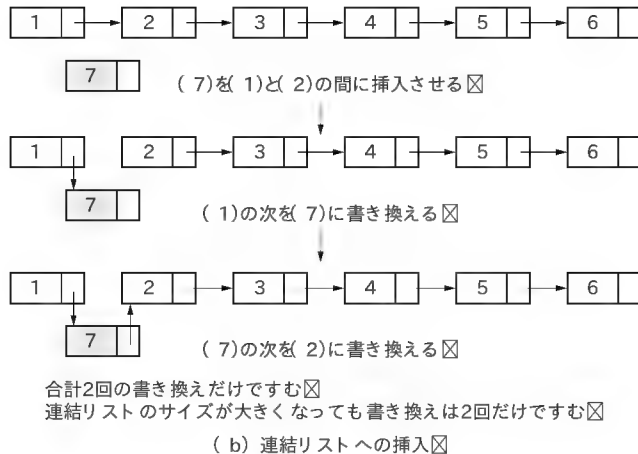 1 2 3 4 5 6
7
( 7)を( 1)と( 2)の間に挿入させる☒
1 2 3 4 5 6
7
( 1)の次を( 7)に書き換える☒
1 2 3 4 5 6
7
( 7)の次を( 2)に書き換える☒
合計2回の書き換えだけですむ☒
連結リストのサイズが大きくなっても書き換えは2回だけですむ☒
( b) 連結リストへの挿入☒